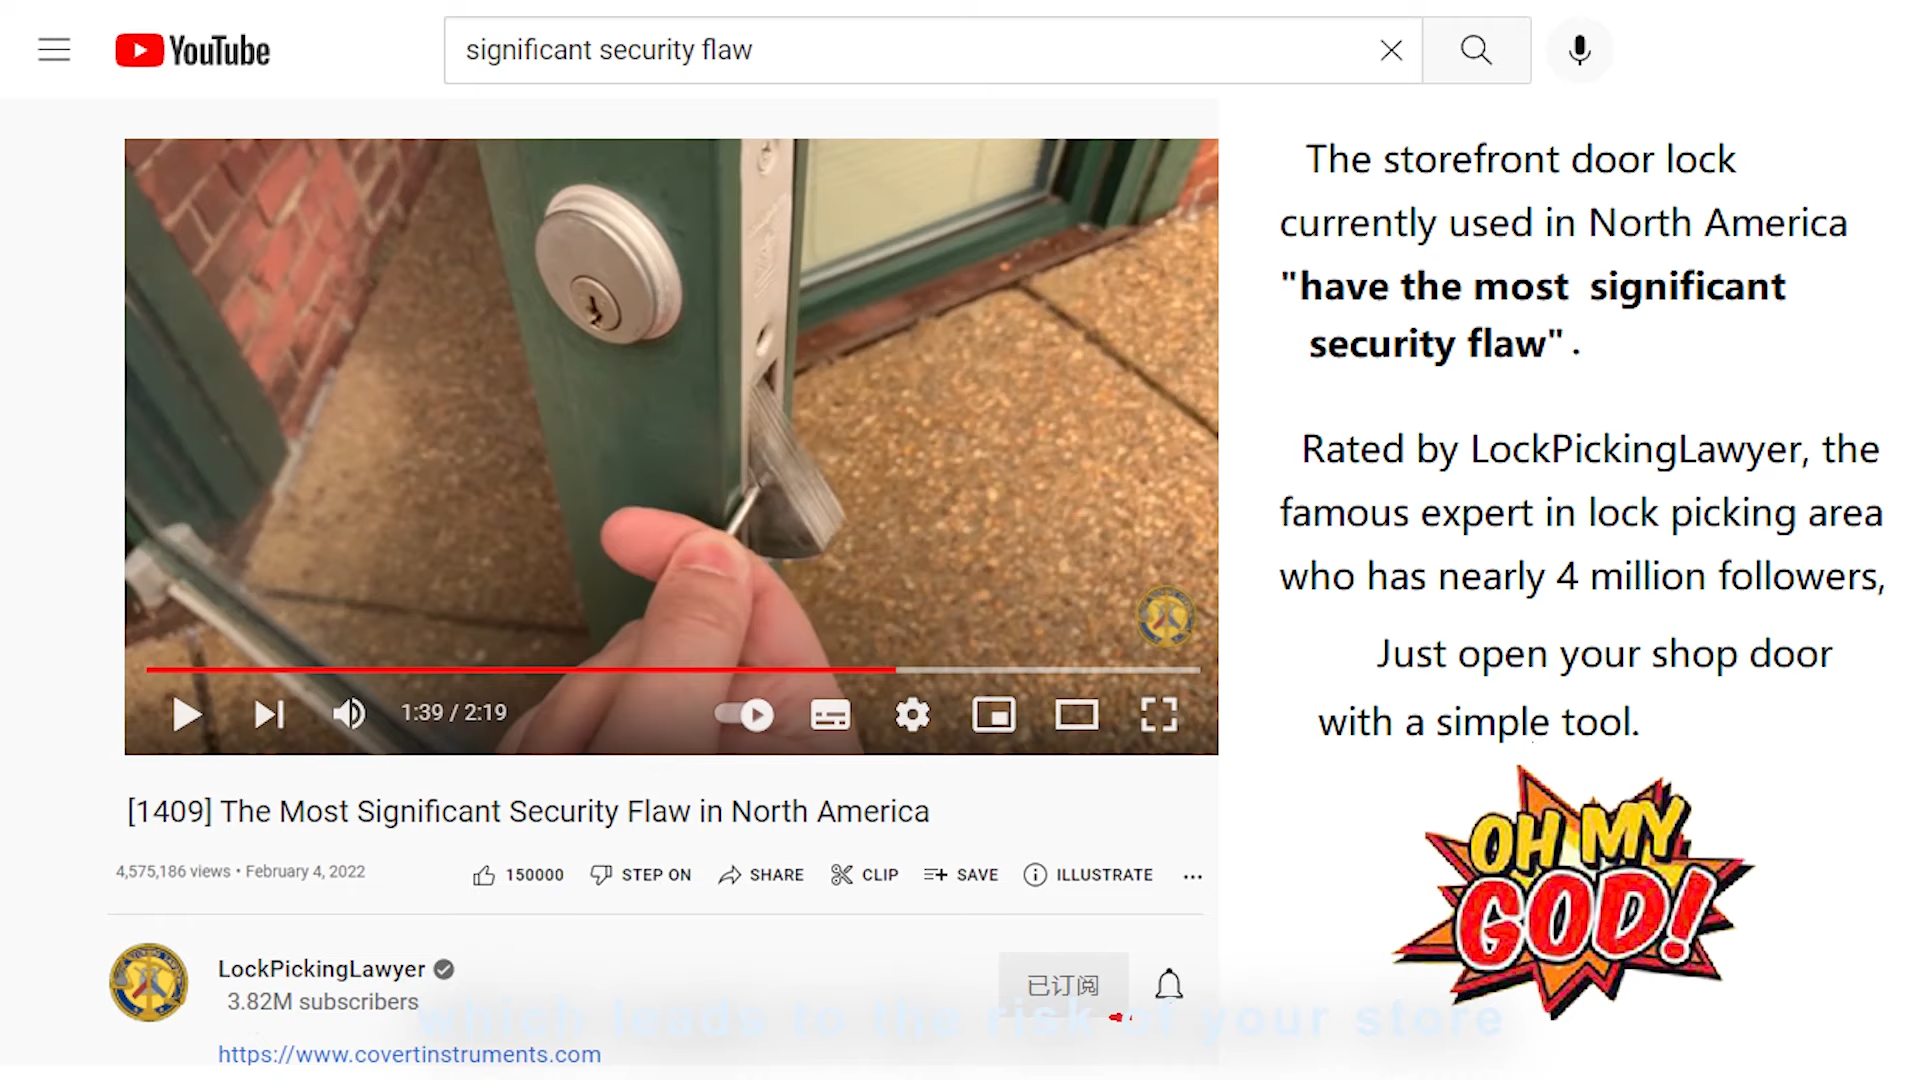 YouTube
significant security flaw
The storefront door lock
currently used in North America
"have the most significant
security flaw" .
Rated by LockPickingLawyer, the
famous expert in lock picking area
who has nearly 4 million followers,
Just open your shop door
with a simple tool.
OH MY
GOD!
1:39 / 2:19
[1409] The Most Significant Security Flaw in North America
4,575,186 views • February 4, 2022
150000 STEP ON SHARE CLIP SAVE ILLUSTRATE ...
LockPickingLawyer
3.82M subscribers
已订阅
which leads to the risk of your store
https://www.covertinstruments.com